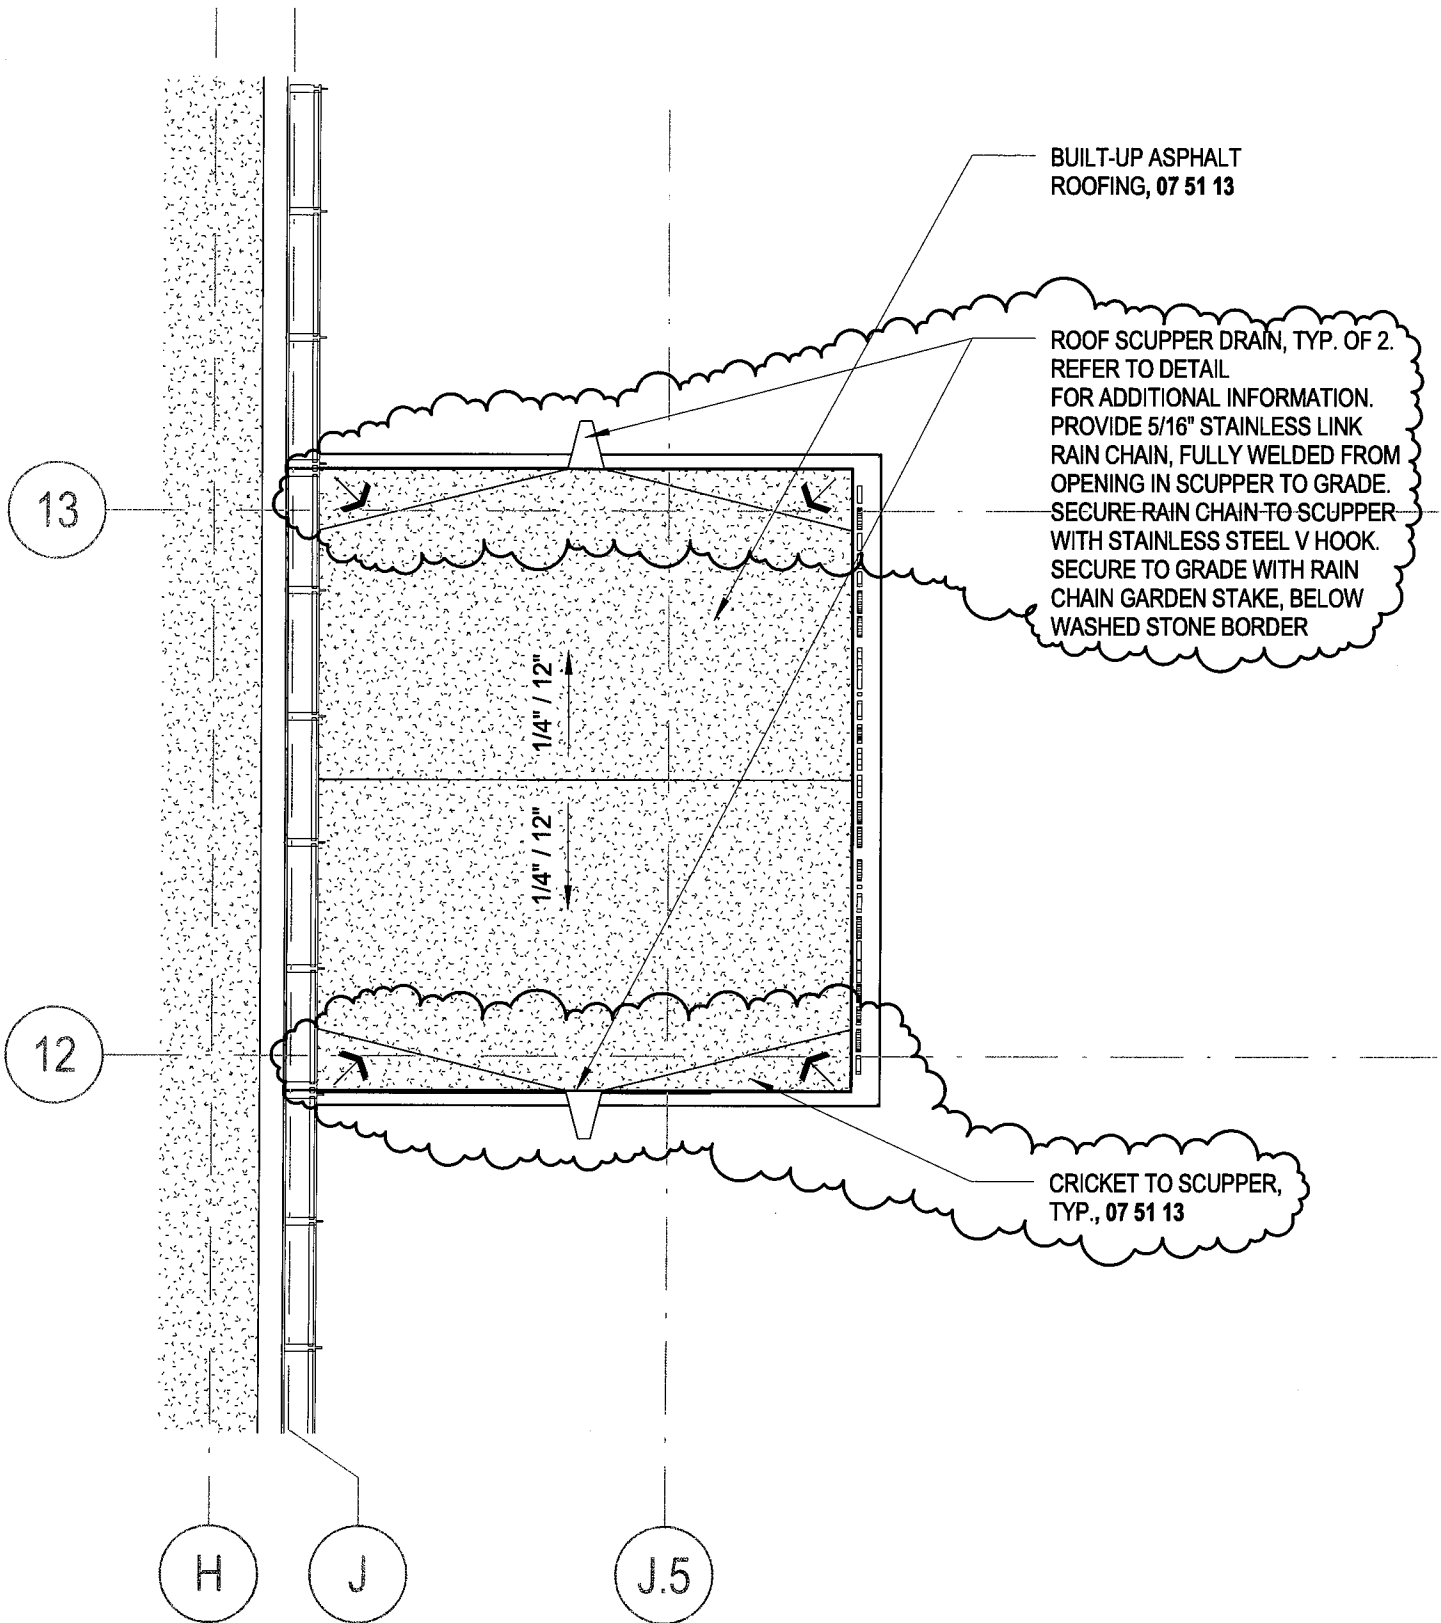 BUILT-UP ASPHALT
ROOFING, 07 51 13
ROOF SCUPPER DRAIN, TYP. OF 2.
REFER TO DETAIL
FOR ADDITIONAL INFORMATION.
PROVIDE 5/16" STAINLESS LINK
RAIN CHAIN, FULLY WELDED FROM
OPENING IN SCUPPER TO GRADE.
SECURE RAIN CHAIN TO SCUPPER
WITH STAINLESS STEEL V HOOK.
SECURE TO GRADE WITH RAIN
CHAIN GARDEN STAKE, BELOW
WASHED STONE BORDER
13
1/4" / 12"
1/4" / 12"
12
CRICKET TO SCUPPER,
TYP., 07 51 13
H
J
J.5